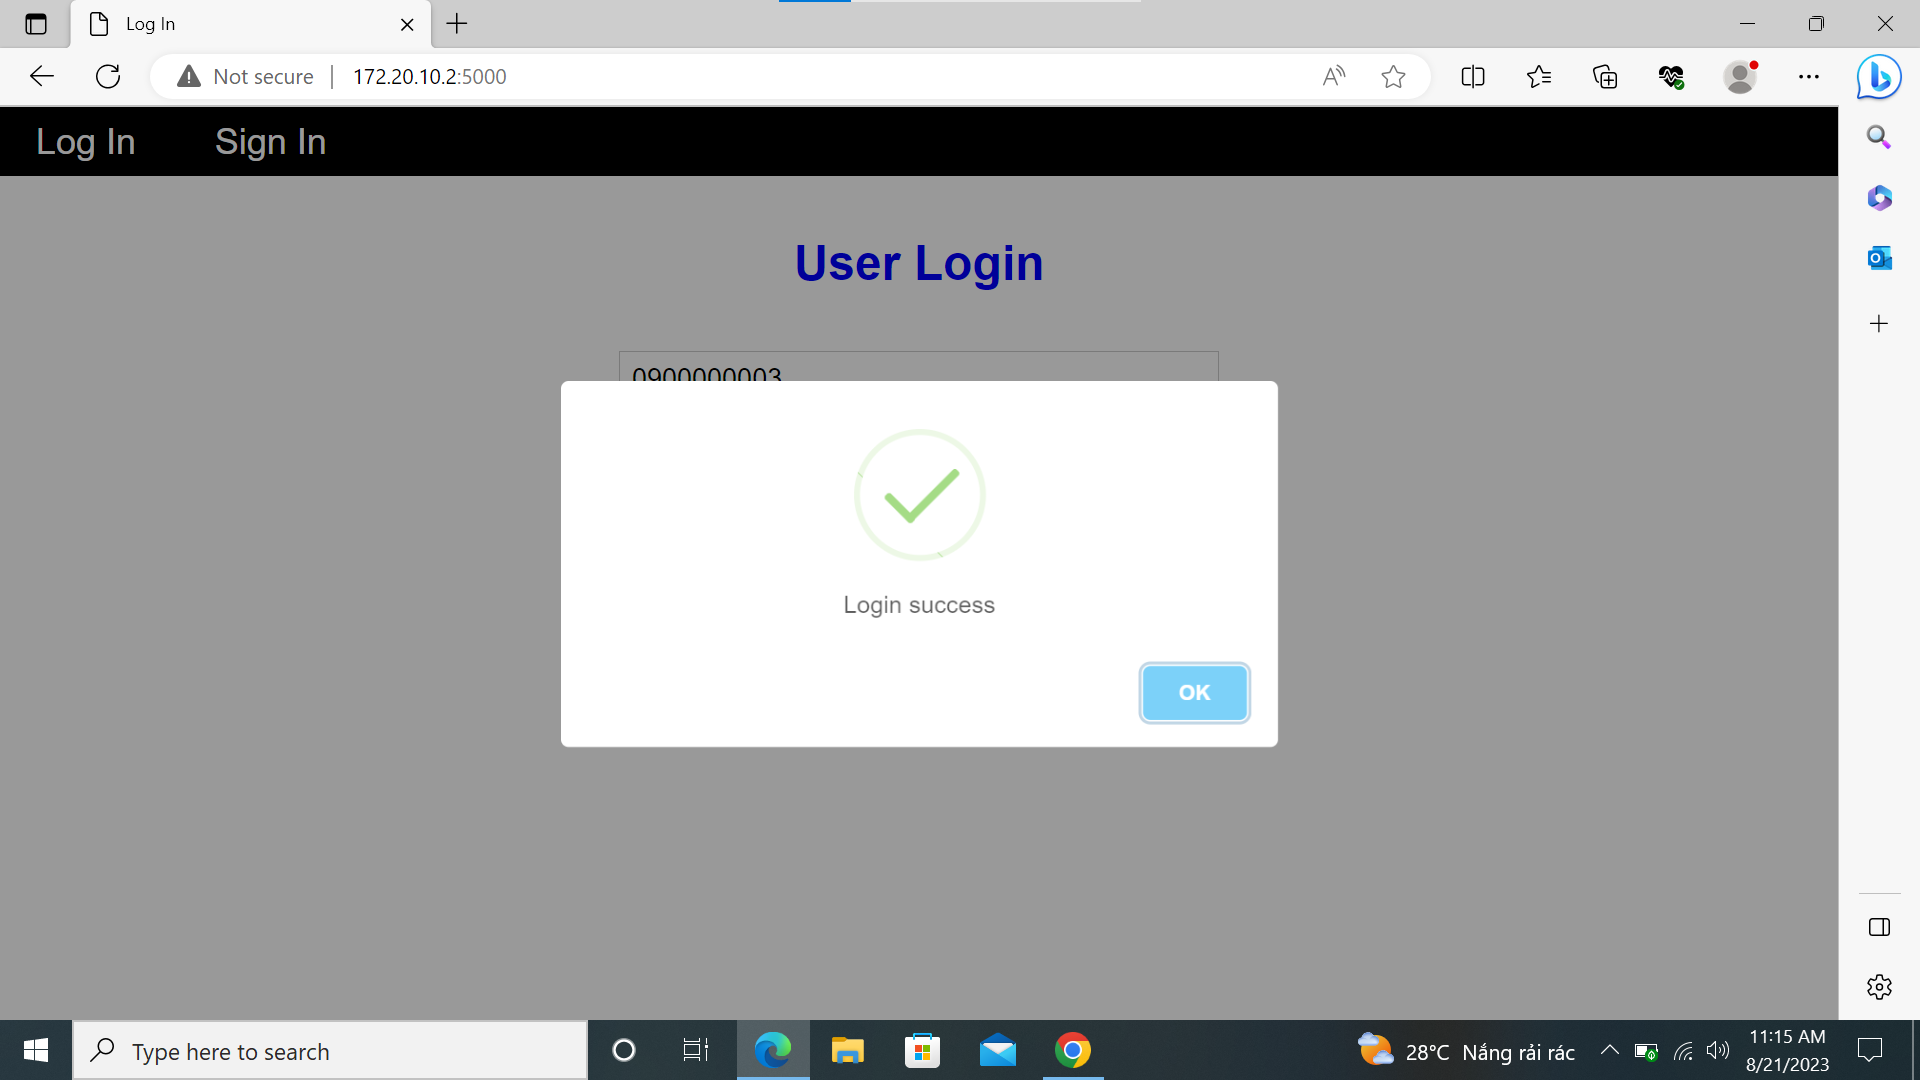 Log In
Not secure
172.20.10.2:5000
Log In
Sign In
User Login
0900000003
Login success
OK
Type here to search
28°C Nắng rải rác
11:15 AM
8/21/2023